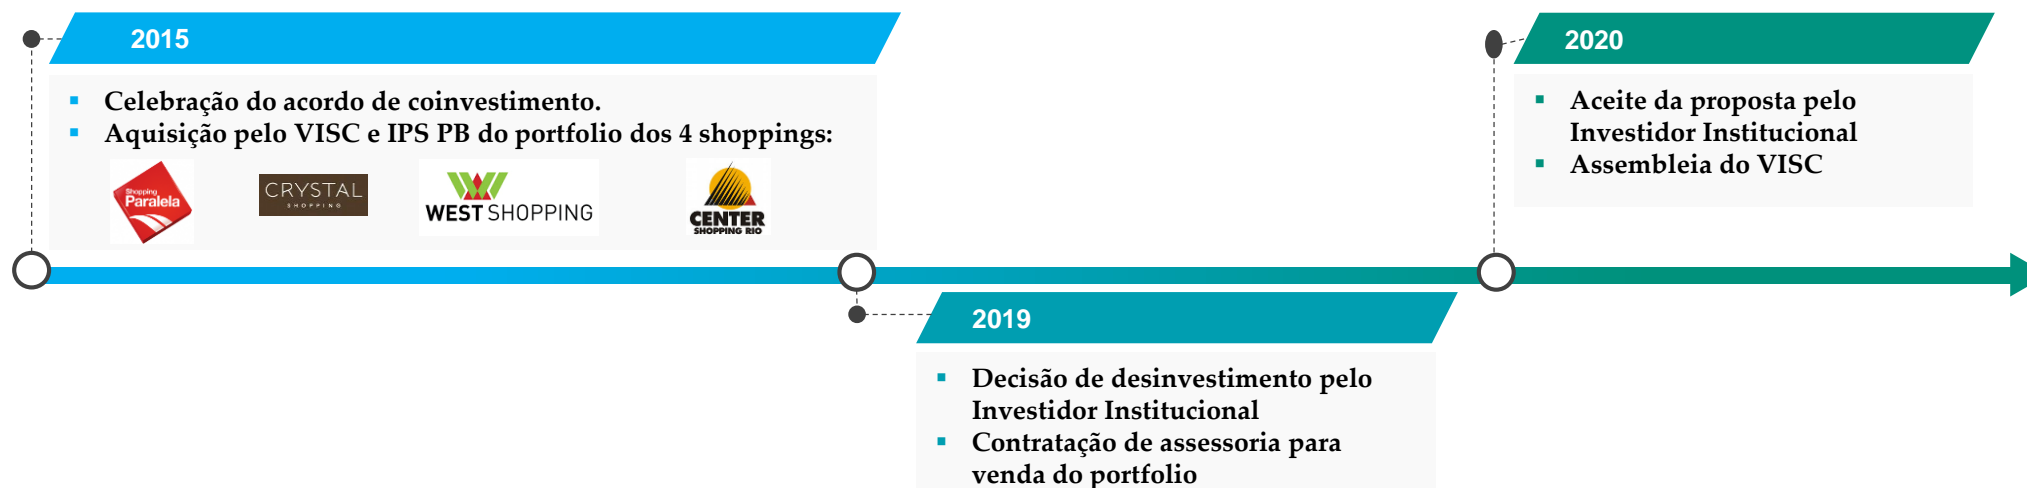 2015
Celebração do acordo de coinvestimento.
Aquisição pelo VISC e IPS PB do portfolio dos 4 shoppings:
Shopping
Paralela
CRYSTAL
SHOPPING
WEST SHOPPING
CENTER
SHOPPING RIO
2019
Decisão de desinvestimento pelo
Investidor Institucional
Contratação de assessoria para
venda do portfolio
2020
Aceite da proposta pelo
Investidor Institucional
Assembleia do VISC